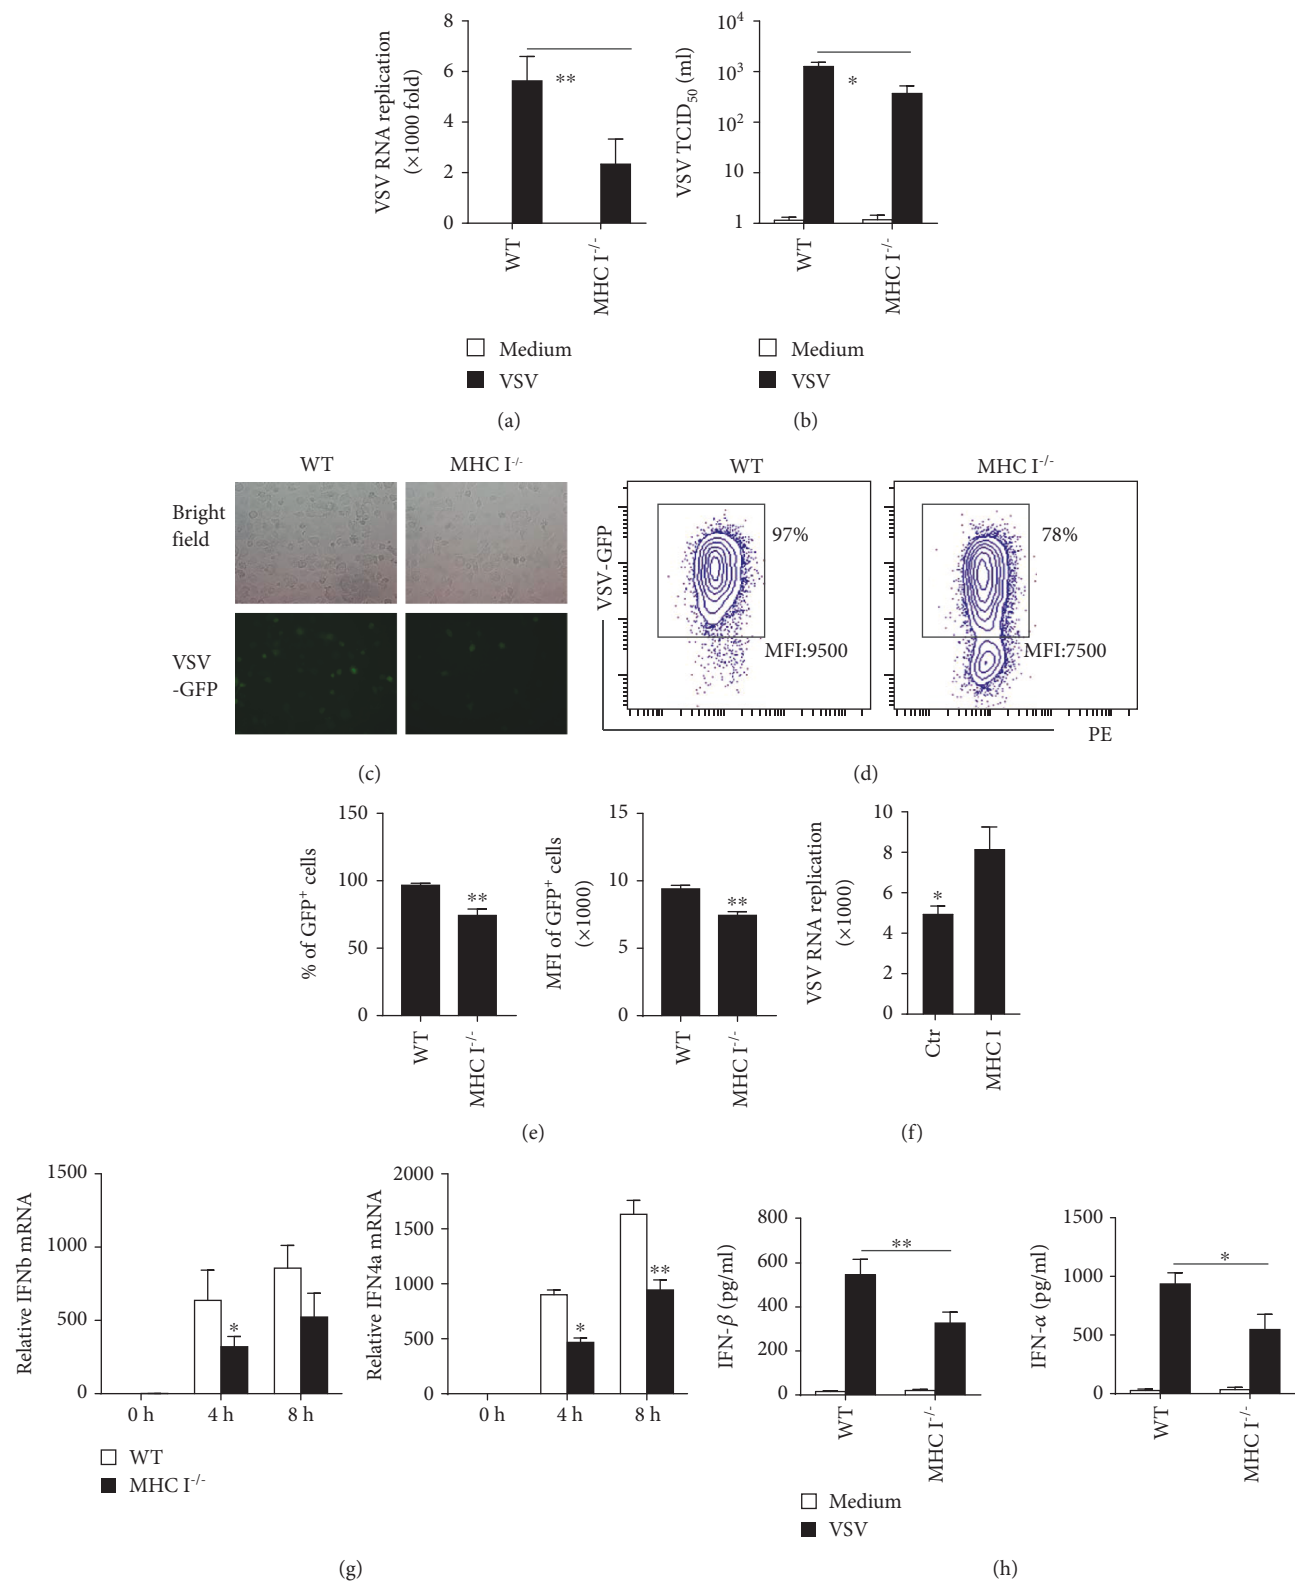 VSV RNA replication
(×1000 fold)
8
6
4
2
0
**
WT
MHC I-/-
Medium
VSV
(a)
VSV TCID50 (ml)
10⁴
10³
10²
10
1
*
WT
MHC I-/-
Medium
VSV
(b)
WT
MHC I-/-
Bright
field
VSV
-GFP
(c)
WT
MHC I-/-
VSV-GFP
97%
MFI:9500
78%
MFI:7500
PE
(d)
% of GFP+ cells
150
100
50
0
**
WT
MHC I-/-
MFI of GFP+ cells
(×1000)
15
10
5
0
**
WT
MHC I-/-
(e)
VSV RNA replication
(×1000)
10
8
6
4
2
0
*
Ctr
MHC I
(f)
Relative IFNb mRNA
1500
1000
500
0
*
0 h
4 h
8 h
WT
MHC I-/-
Relative IFN4a mRNA
2000
1500
1000
500
0
*
**
0 h
4 h
8 h
(g)
IFN-β (pg/ml)
800
600
400
200
0
**
WT
MHC I-/-
Medium
VSV
IFN-α (pg/ml)
1500
1000
500
0
*
WT
MHC I-/-
(h)